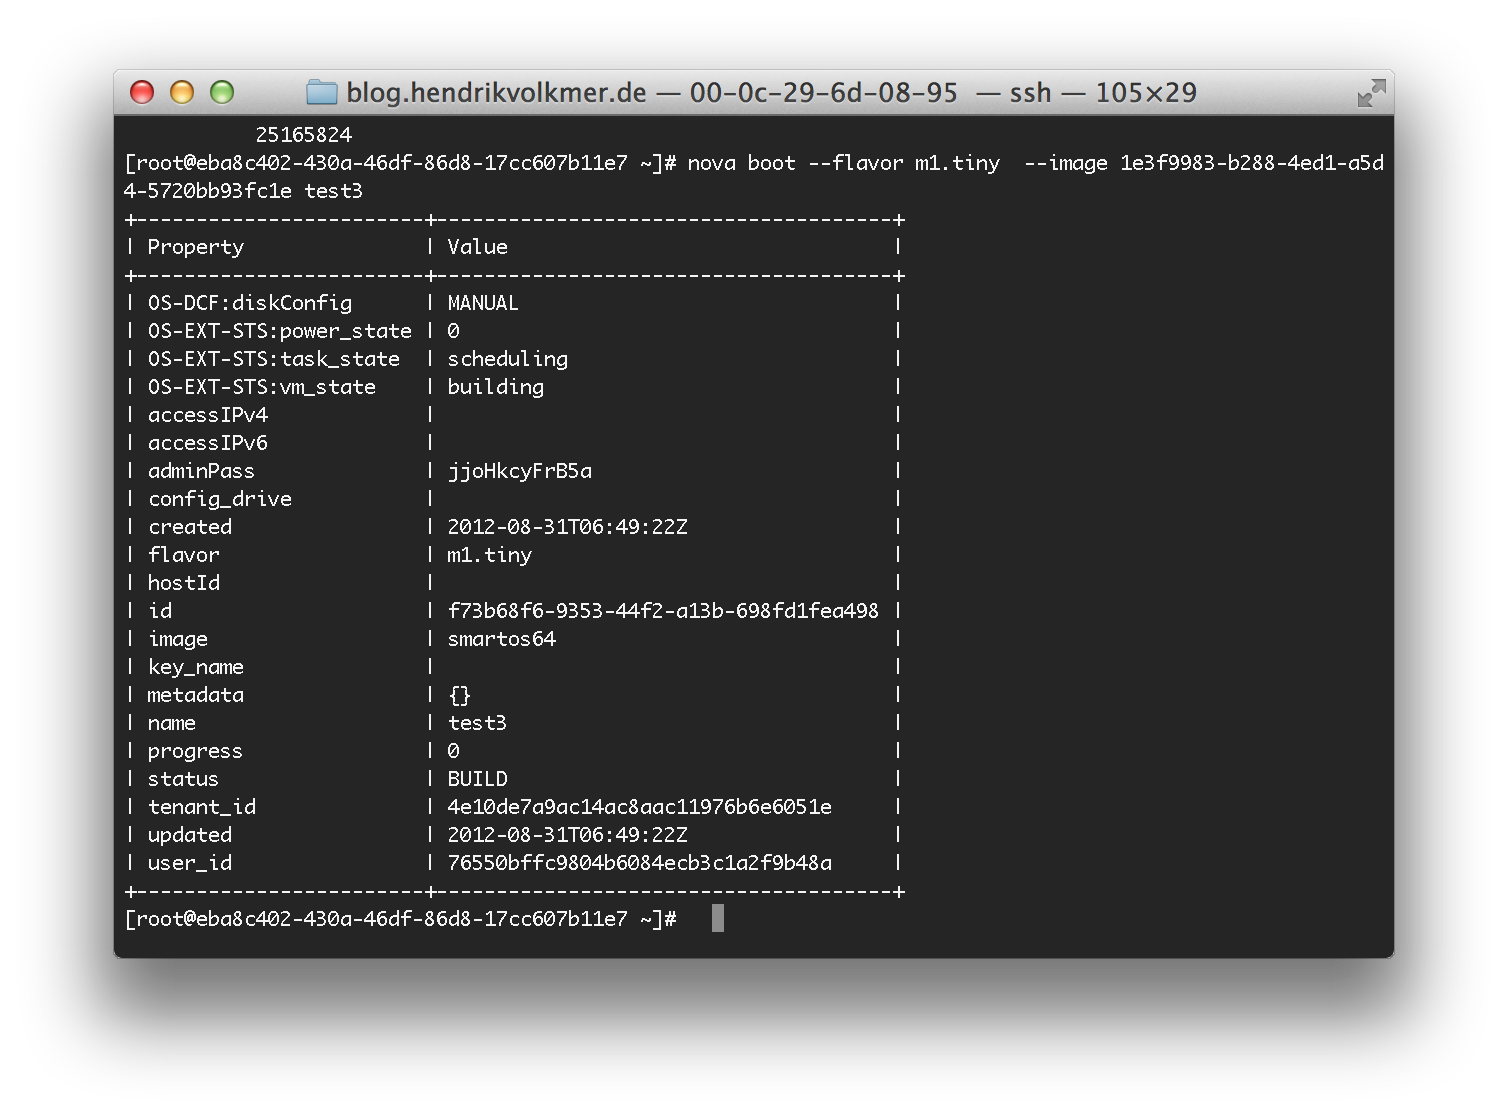 blog.hendrikvolkmer.de — 00-0c-29-6d-08-95 — ssh — 105×29
25165824
[root@eba8c402-430a-46df-86d8-17cc607b11e7 ~]# nova boot --flavor m1.tiny  --image 1e3f9983-b288-4ed1-a5d
4-5720bb93fc1e test3
+------------------------+--------------------------------------+
| Property               | Value                                |
+------------------------+--------------------------------------+
| OS-DCF:diskConfig      | MANUAL                               |
| OS-EXT-STS:power_state | 0                                    |
| OS-EXT-STS:task_state  | scheduling                           |
| OS-EXT-STS:vm_state    | building                             |
| accessIPv4             |                                      |
| accessIPv6             |                                      |
| adminPass              | jjoHkcyFrB5a                         |
| config_drive           |                                      |
| created                | 2012-08-31T06:49:22Z                 |
| flavor                 | m1.tiny                              |
| hostId                 |                                      |
| id                     | f73b68f6-9353-44f2-a13b-698fd1fea498 |
| image                  | smartos64                            |
| key_name               |                                      |
| metadata               | {}                                   |
| name                   | test3                                |
| progress               | 0                                    |
| status                 | BUILD                                |
| tenant_id              | 4e10de7a9ac14ac8aac11976b6e6051e     |
| updated                | 2012-08-31T06:49:22Z                 |
| user_id                | 76550bffc9804b6084ecb3c1a2f9b48a     |
+------------------------+--------------------------------------+
[root@eba8c402-430a-46df-86d8-17cc607b11e7 ~]#